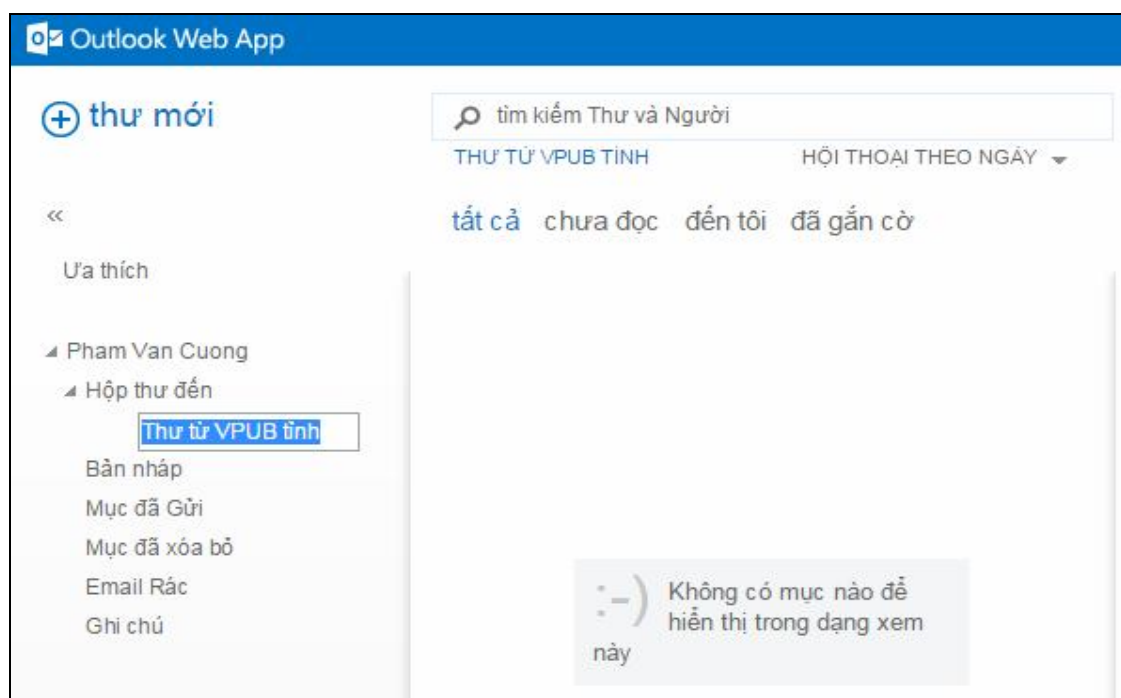 Outlook Web App
thư mới
tìm kiếm Thư và Người
THƯ TỪ VPUB TỈNH HỘI THOẠI THEO NGÀY
«
tất cả chưa đọc đến tôi đã gắn cờ
Ưa thích
Pham Van Cuong
Hộp thư đến
Thư từ VPUB tỉnh
Bản nháp
Mục đã Gửi
Mục đã xóa bỏ
Email Rác
Ghi chú
:-) Không có mục nào để
hiển thị trong dạng xem
này